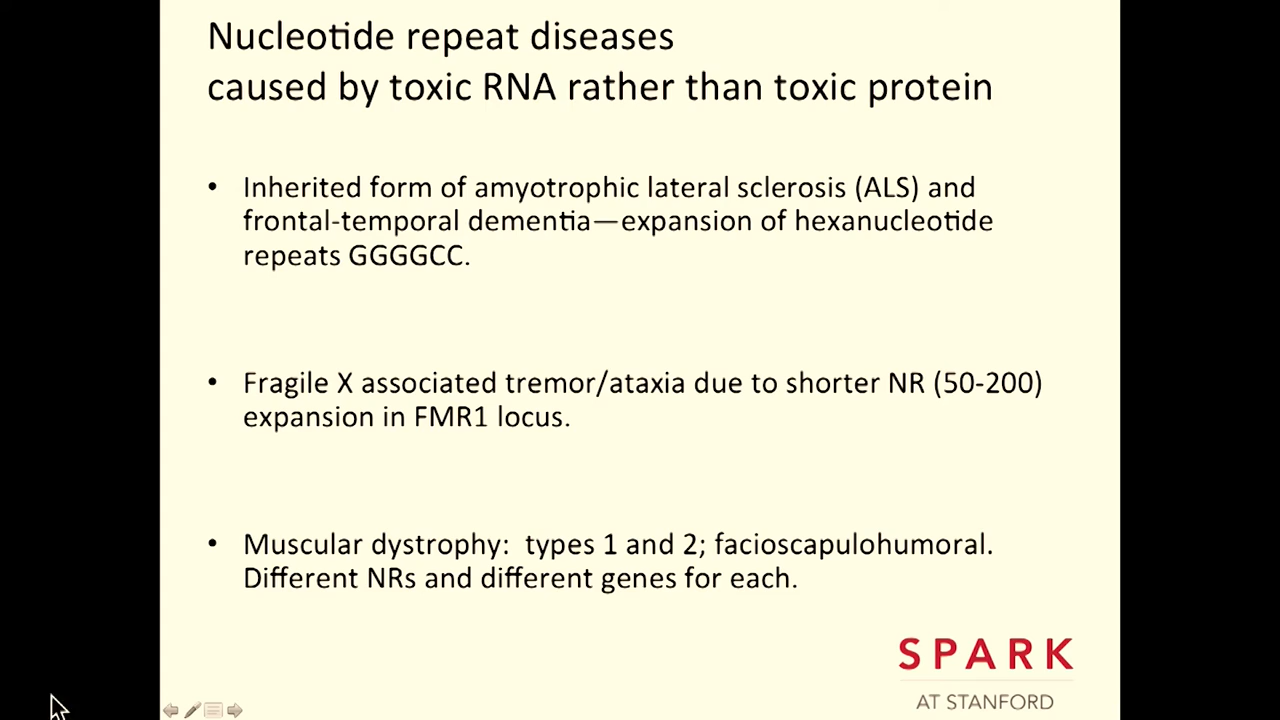 Nucleotide repeat diseases
caused by toxic RNA rather than toxic protein
• Inherited form of amyotrophic lateral sclerosis (ALS) and
frontal-temporal dementia—expansion of hexanucleotide
repeats GGGGCC.
• Fragile X associated tremor/ataxia due to shorter NR (50-200)
expansion in FMR1 locus.
• Muscular dystrophy:  types 1 and 2; facioscapulohumoral.
Different NRs and different genes for each.
SPARK
AT STANFORD